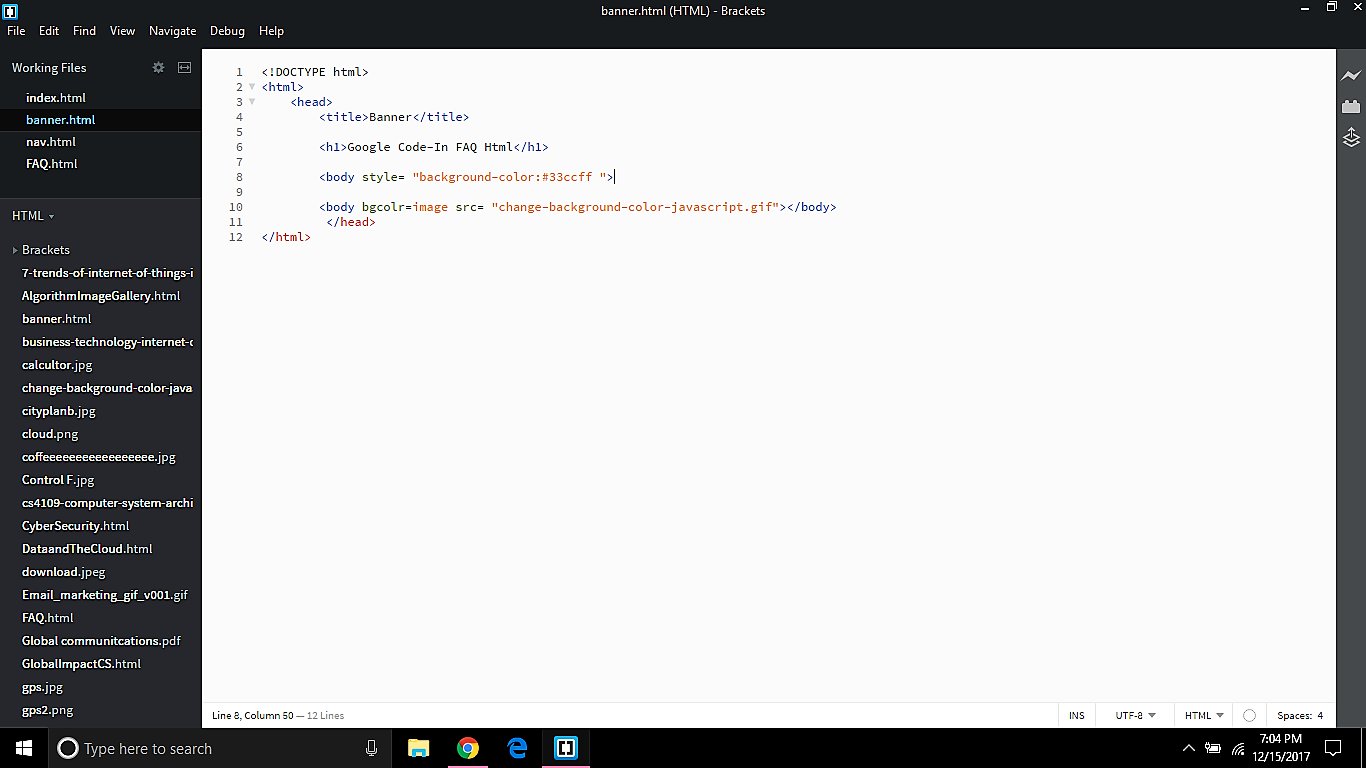 banner.html (HTML) - Brackets
File Edit Find View Navigate Debug Help
Working Files
index.html
banner.html
nav.html
FAQ.html
HTML
Brackets
7-trends-of-internet-of-things-i
AlgorithmImageGallery.html
banner.html
business-technology-internet-c
calcultor.jpg
change-background-color-java
cityplanb.jpg
cloud.png
coffeeeeeeeeeeeeeeeee.jpg
Control F.jpg
cs4109-computer-system-archi
CyberSecurity.html
DataandTheCloud.html
download.jpeg
Email_marketing_gif_v001.gif
FAQ.html
Global communitcations.pdf
GlobalImpactCS.html
gps.jpg
gps2.png
1 <!DOCTYPE html>
2 <html>
3 <head>
4 <title>Banner</title>
5
6 <h1>Google Code-In FAQ Html</h1>
7
8 <body style= "background-color:#33ccff ">
9
10 <body bgcolr=image src= "change-background-color-javascript.gif"></body>
11 </head>
12 </html>
Line 8, Column 50 — 12 Lines
INS UTF-8 HTML Spaces: 4
Type here to search
7:04 PM
12/15/2017